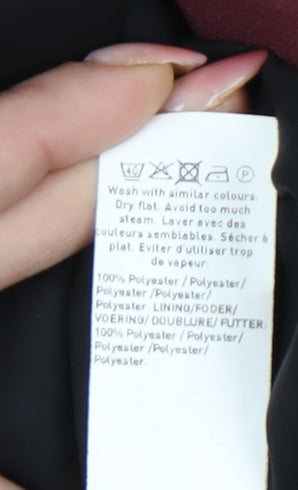 40 P
Wash with similar colours.
Dry flat. Avoid too much
steam. Laver avec des
couleurs semblables. Sécher à
plat. Eviter d'utiliser trop
de vapeur.
100% Polyester / Polyester/
Polyester /Polyester/
Polyester. LINING/FODER/
VOERING/ DOUBLURE/ FUTTER:
100% Polyester / Polyester/
Polyester /Polyester/
Polyester.